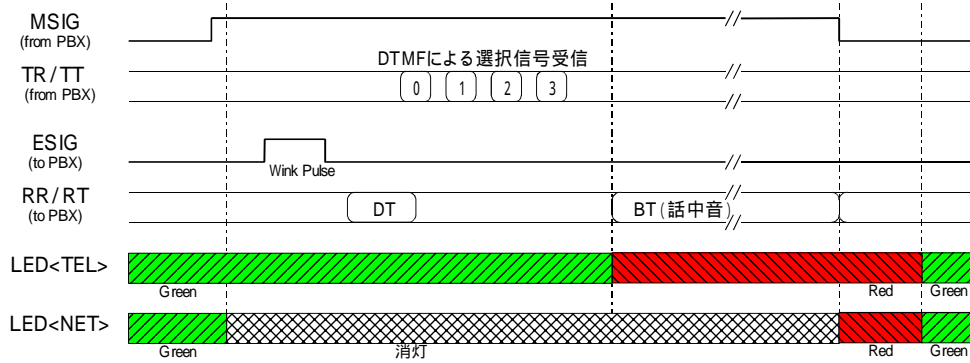 MSIG
(from PBX)
DTMFによる選択信号受信
TR/TT
(from PBX)
0 1 2 3
ESIG
(to PBX)
Wink Pulse
RR/RT
(to PBX)
DT
BT(話中音)
LED<TEL>
Green
Red
Green
LED<NET>
Green
消灯
Red
Green